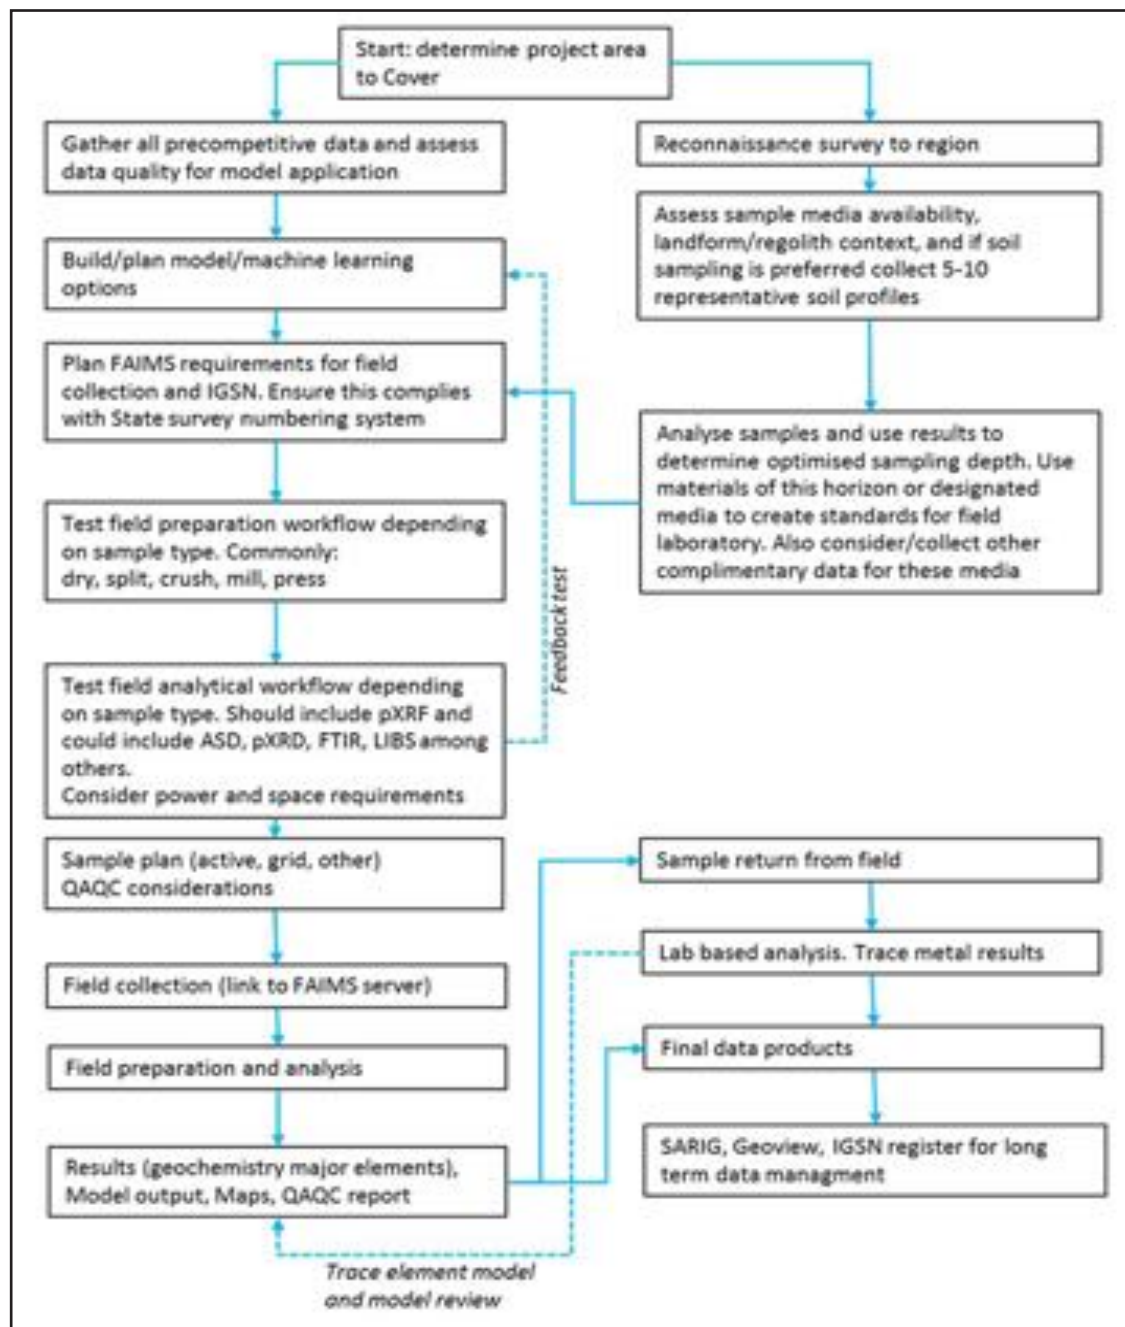 Start: determine project area
to Cover
Gather all precompetitive data and assess
data quality for model application
Build/plan model/machine learning
options
Plan FAIMS requirements for field
collection and IGSN. Ensure this complies
with State survey numbering system
Test field preparation workflow depending
on sample type. Commonly:
dry, split, crush, mill, press
Test field analytical workflow depending
on sample type. Should include pXRF and
could include ASD, pXRD, FTIR, LIBS among
others.
Consider power and space requirements
Sample plan (active, grid, other)
QAQC considerations
Field collection (link to FAIMS server)
Field preparation and analysis
Results (geochemistry major elements),
Model output, Maps, QAQC report
Feedback test
Trace element model
and model review
Reconnaissance survey to region
Assess sample media availability,
landform/regolith context, and if soil
sampling is preferred collect 5-10
representative soil profiles
Analyse samples and use results to
determine optimised sampling depth. Use
materials of this horizon or designated
media to create standards for field
laboratory. Also consider/collect other
complimentary data for these media
Sample return from field
Lab based analysis. Trace metal results
Final data products
SARIG, Geoview, IGSN register for long
term data managment